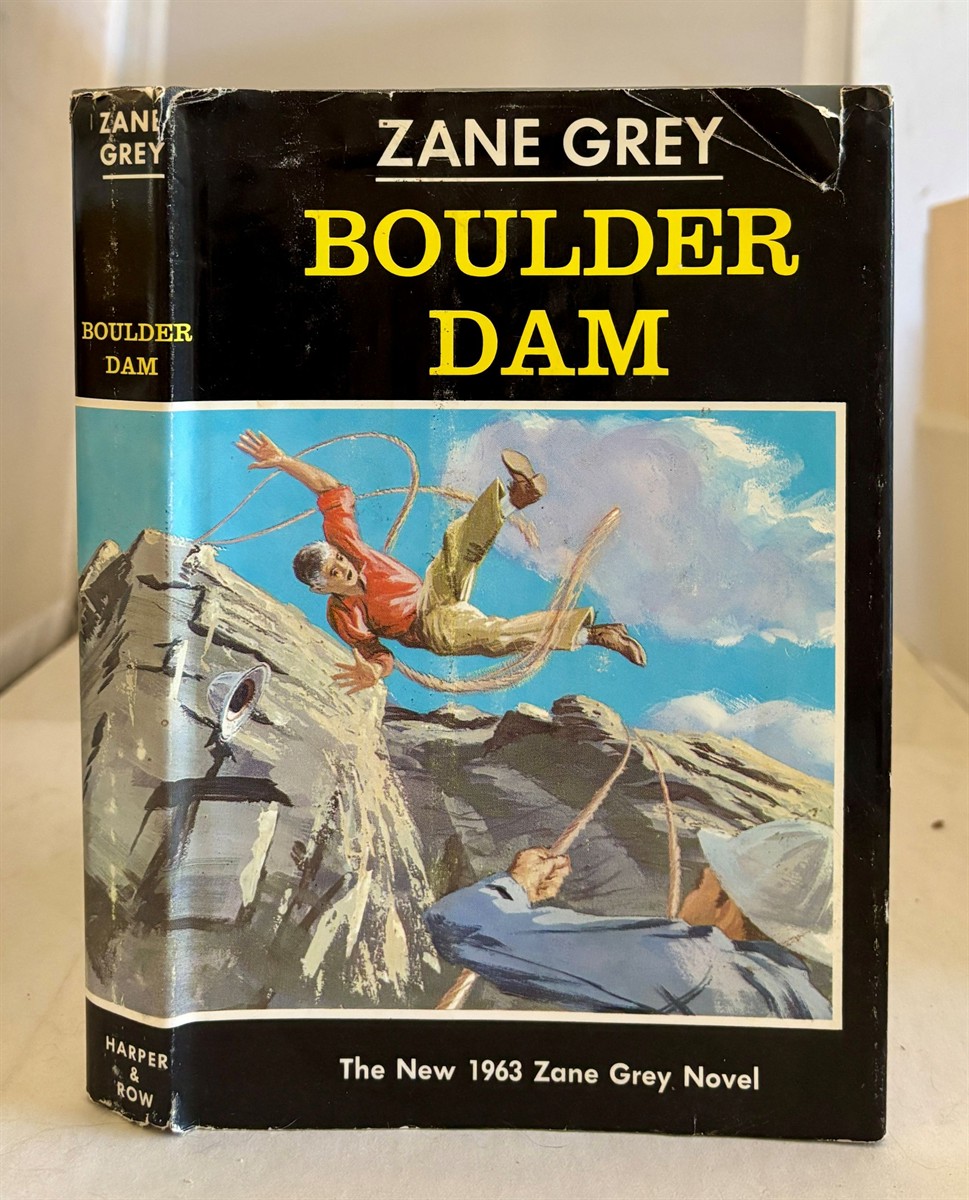 ZANE
GREY
BOULDER
DAM
HARPER
&
ROW
ZANE GREY
BOULDER
DAM
The New 1963 Zane Grey Novel